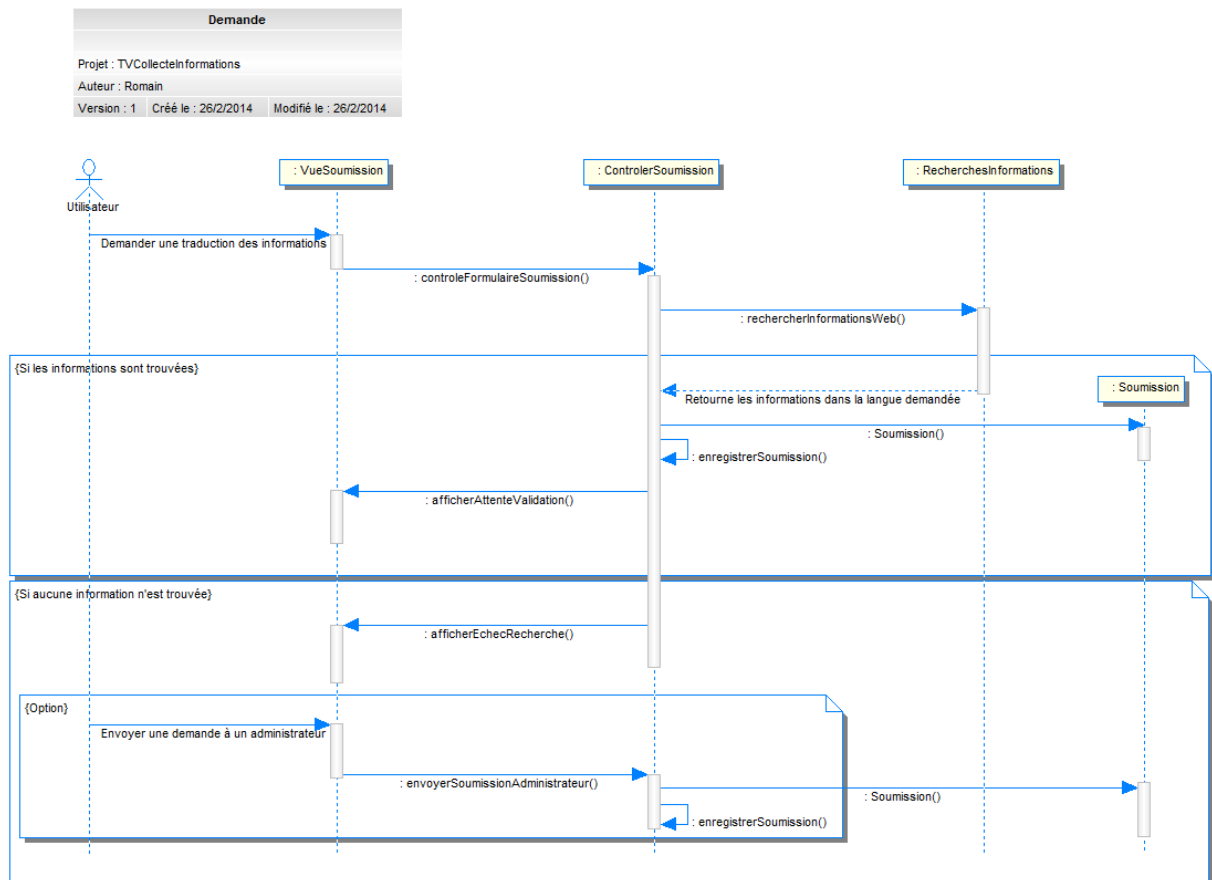 Demande
Projet : TVCollecteInformations
Auteur : Romain
Version : 1 Créé le : 26/2/2014 Modifié le : 26/2/2014
: VueSoumission
: ControlerSoumission
: RecherchesInformations
Utilisateur
Demander une traduction des informations
: controleFormulaireSoumission()
: rechercherInformationsWeb()
{Si les informations sont trouvées}
: Soumission
Retourne les informations dans la langue demandée
: Soumission()
: enregistrerSoumission()
: afficherAttenteValidation()
{Si aucune information n'est trouvée}
: afficherEchecRecherche()
{Option}
Envoyer une demande à un administrateur
: envoyerSoumissionAdministrateur()
: Soumission()
: enregistrerSoumission()